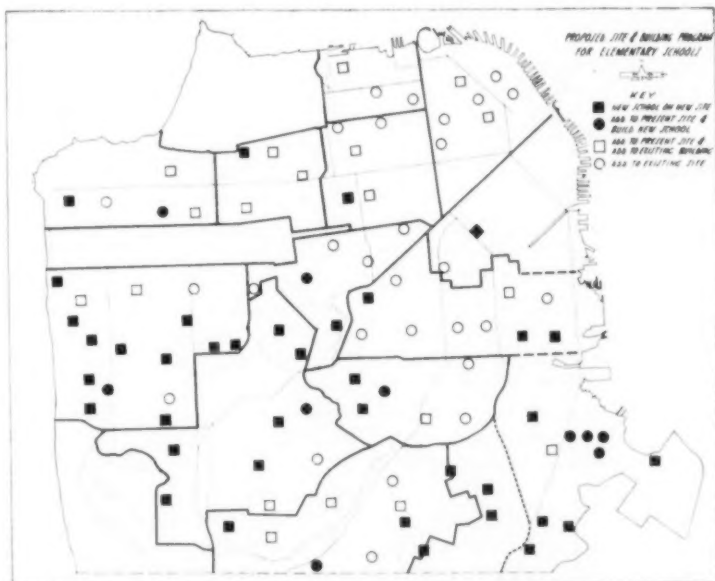 PROPOSED SITE & BUILDING PROGRAM
FOR ELEMENTARY SCHOOLS
KEY
NEW SCHOOL ON NEW SITE
ADD TO PRESENT SITE &
BUILD NEW SCHOOL
ADD TO PRESENT SITE &
ADD TO EXISTING BUILDING
ADD TO EXISTING SITE